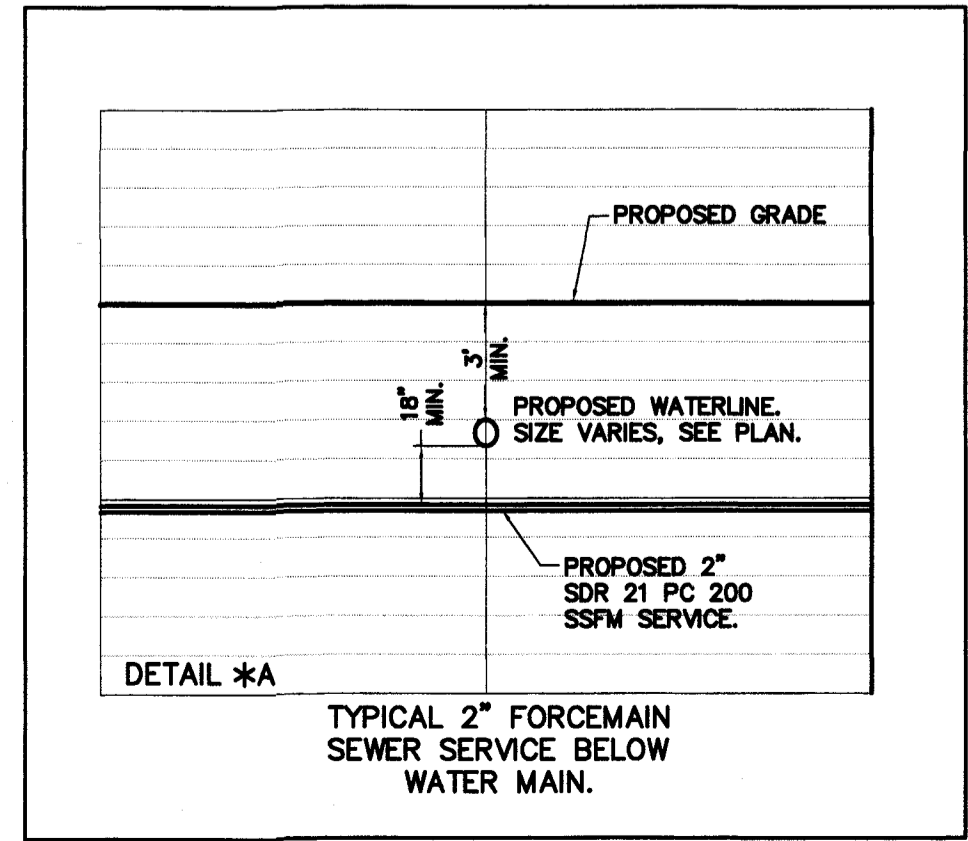 PROPOSED GRADE
3'
MIN.
18"
MIN.
PROPOSED WATERLINE.
SIZE VARIES, SEE PLAN.
PROPOSED 2"
SDR 21 PC 200
SSFM SERVICE.
DETAIL *A
TYPICAL 2" FORCEMAIN
SEWER SERVICE BELOW
WATER MAIN.